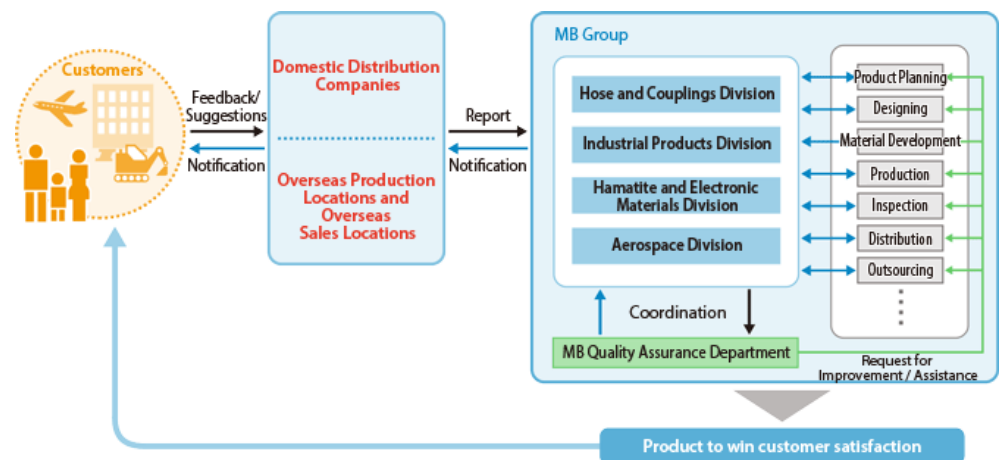 Customers
Feedback/
Suggestions
Notification
Domestic Distribution
Companies
Overseas Production
Locations and
Overseas
Sales Locations
Report
Notification
MB Group
Hose and Couplings Division
Industrial Products Division
Hamatite and Electronic
Materials Division
Aerospace Division
Product Planning
Designing
Material Development
Production
Inspection
Distribution
Outsourcing
Coordination
MB Quality Assurance Department
Request for
Improvement / Assistance
Product to win customer satisfaction